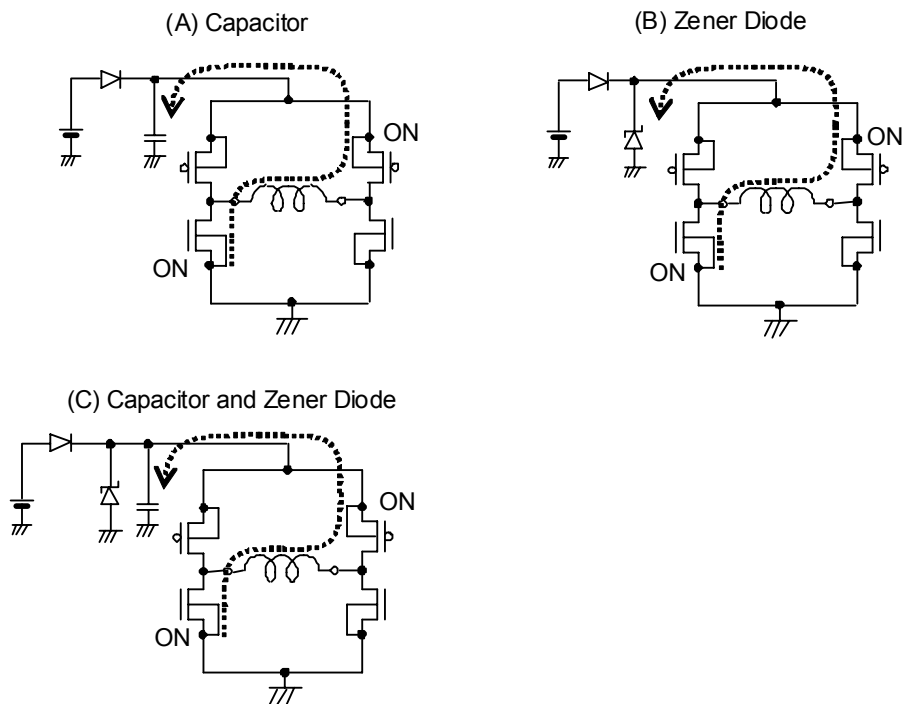 (A) Capacitor
(B) Zener Diode
ON
ON
ON
ON
(C) Capacitor and Zener Diode
ON
ON